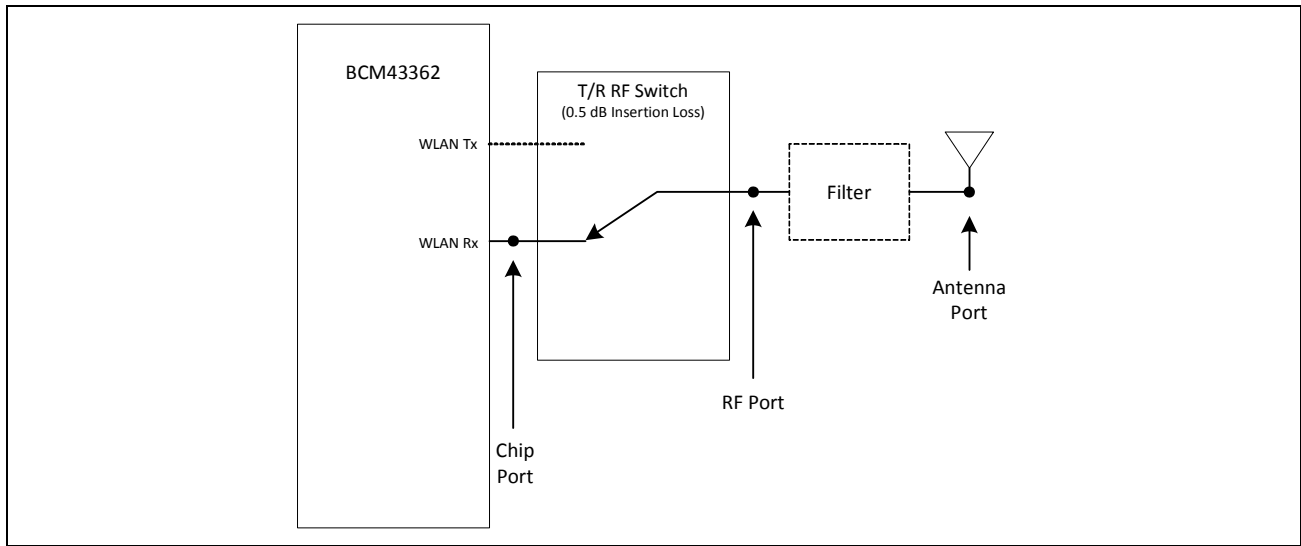 BCM43362
T/R RF Switch
(0.5 dB Insertion Loss)
WLAN Tx
Filter
WLAN Rx
Antenna
Port
RF Port
Chip
Port